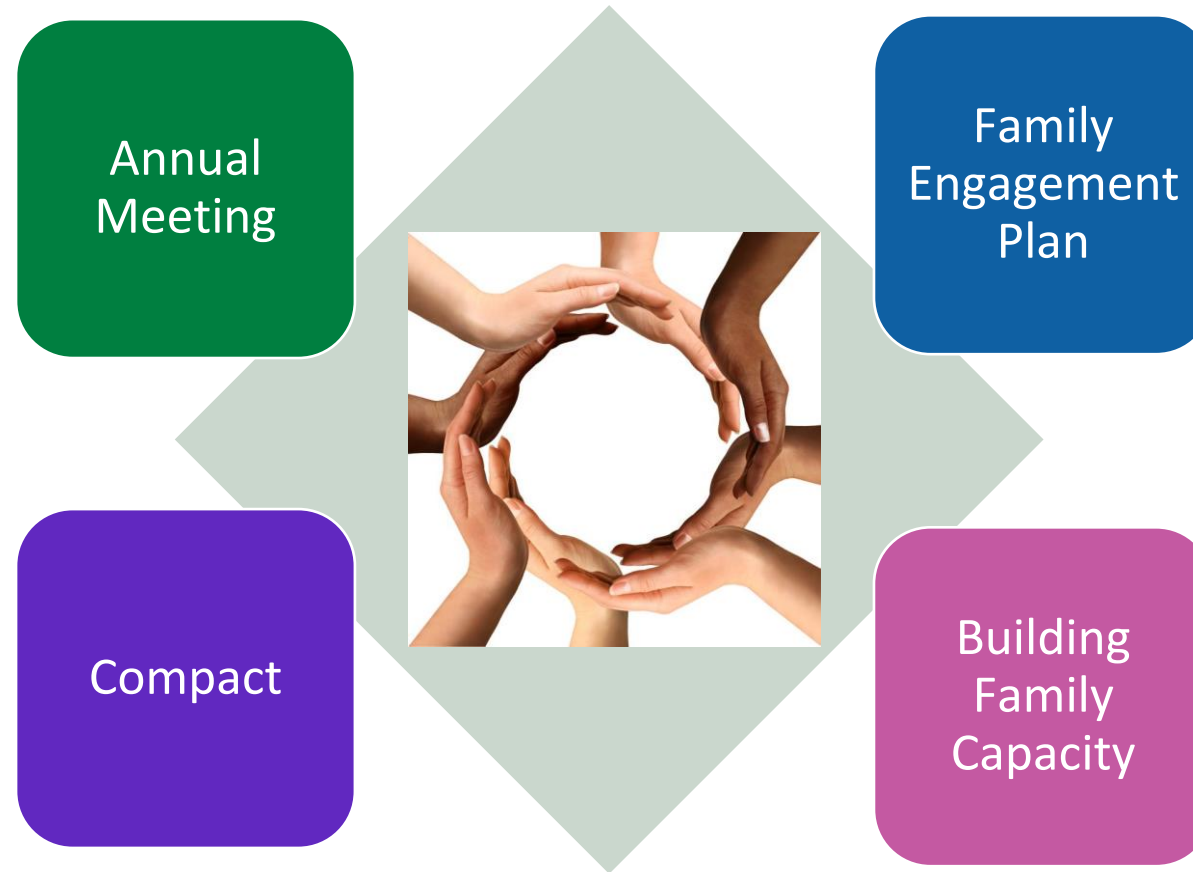 Annual
Meeting
Family
Engagement
Plan
Compact
Building
Family
Capacity